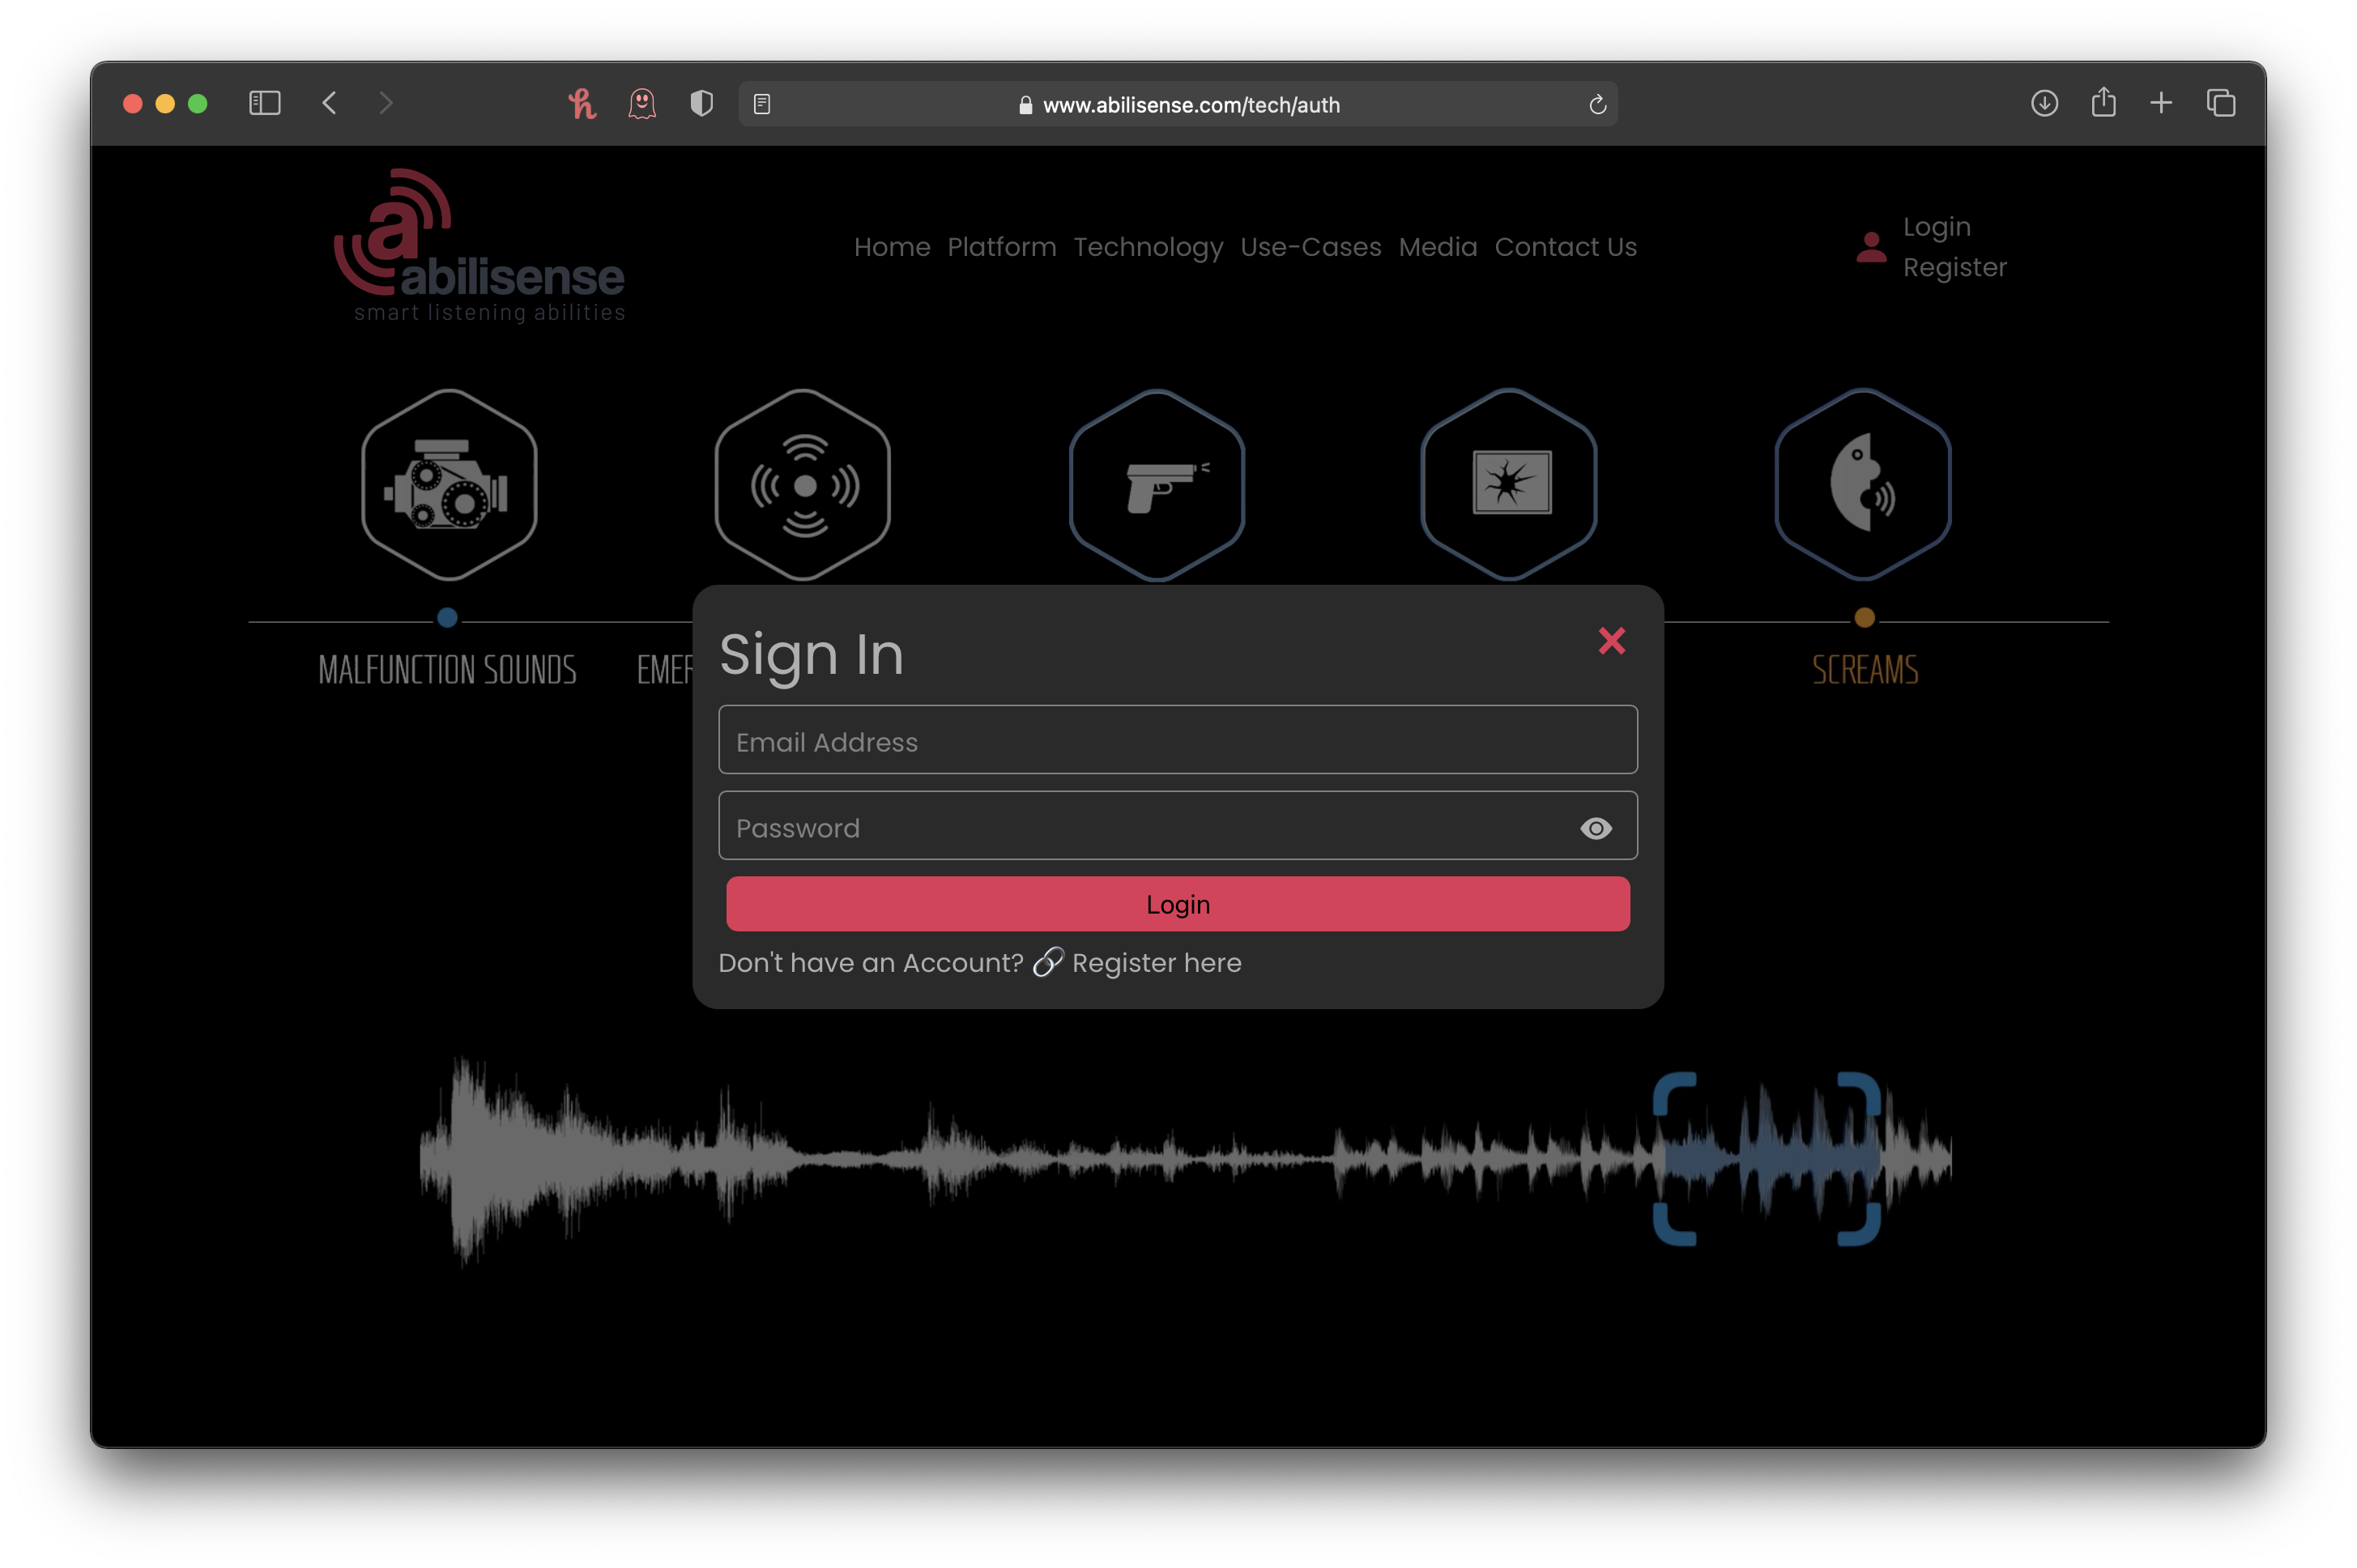 www.abilisense.com/tech/auth
a
abilisense
smart listening abilities
Home Platform Technology Use-Cases Media Contact Us
Login
Register
MALFUNCTION SOUNDS
EMER
SCREAMS
Sign In
Email Address
Password
Login
Don't have an Account? 🔗 Register here